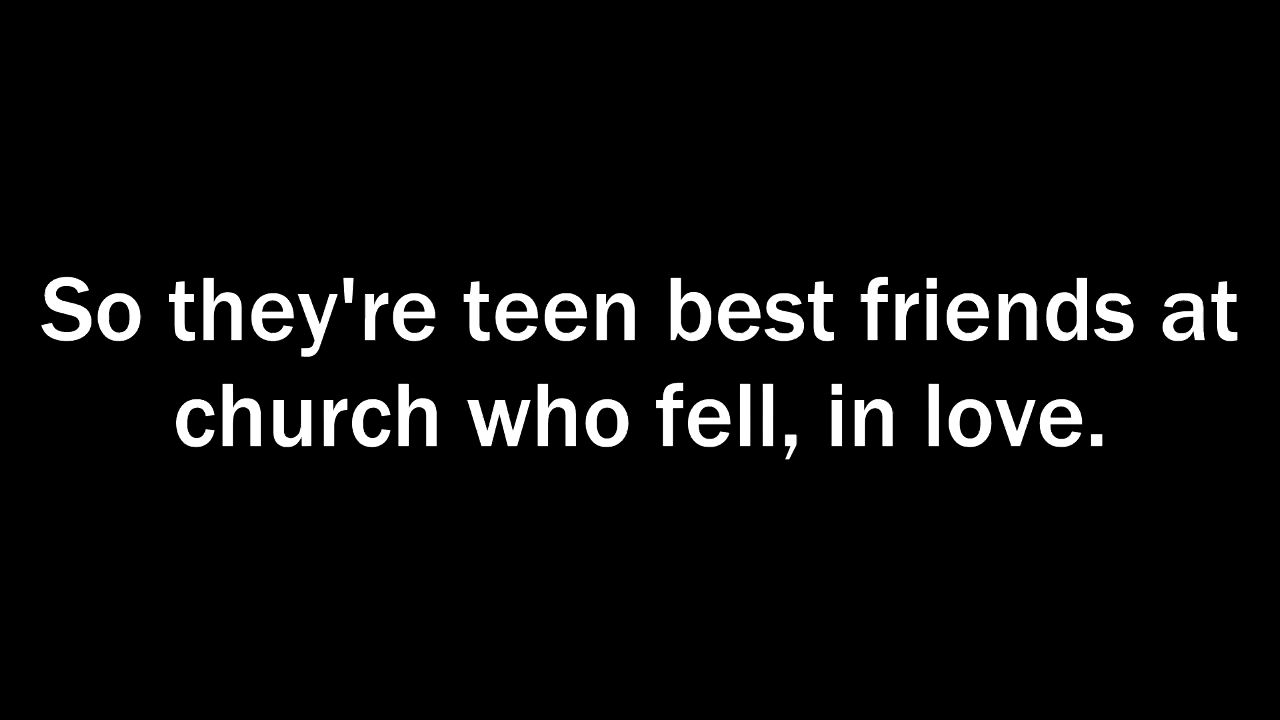 So they're teen best friends at
church who fell, in love.